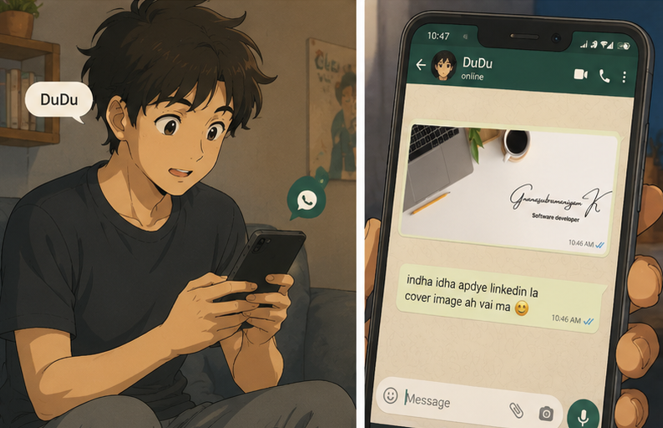 DuDu
10:47
DuDu
online
Gnanasubramaniyam K
Software developer
10:46 AM
indha idha apdye linkedin la
cover image ah vai ma 😊
10:46 AM
Message